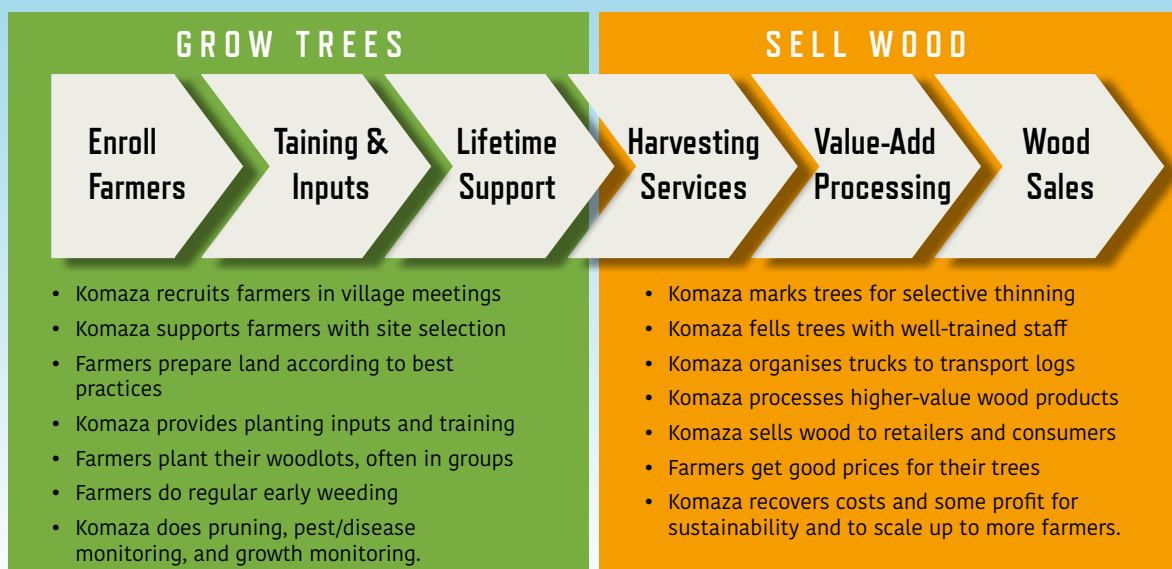 GROW TREES
SELL WOOD
Enroll
Farmers
Taining &
Inputs
Lifetime
Support
Harvesting
Services
Value-Add
Processing
Wood
Sales
• Komaza recruits farmers in village meetings
• Komaza supports farmers with site selection
• Farmers prepare land according to best
practices
• Komaza provides planting inputs and training
• Farmers plant their woodlots, often in groups
• Farmers do regular early weeding
• Komaza does pruning, pest/disease
monitoring, and growth monitoring.
• Komaza marks trees for selective thinning
• Komaza fells trees with well-trained staff
• Komaza organises trucks to transport logs
• Komaza processes higher-value wood products
• Komaza sells wood to retailers and consumers
• Farmers get good prices for their trees
• Komaza recovers costs and some profit for
sustainability and to scale up to more farmers.